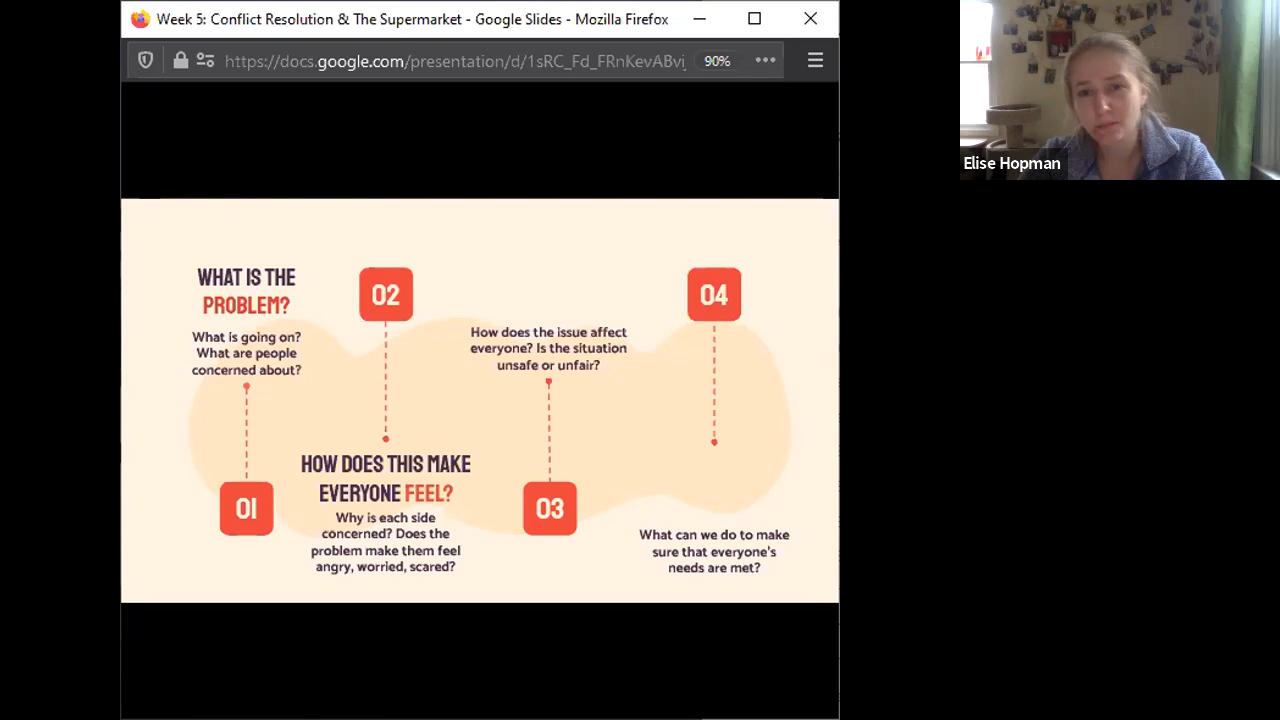 Week 5: Conflict Resolution & The Supermarket - Google Slides - Mozilla Firefox
https://docs.google.com/presentation/d/1sRC_Fd_FRnKevABvi
90%
WHAT IS THE
PROBLEM?
What is going on?
What are people
concerned about?
01
02
HOW DOES THIS MAKE
EVERYONE FEEL?
Why is each side
concerned? Does the
problem make them feel
angry, worried, scared?
How does the issue affect
everyone? Is the situation
unsafe or unfair?
03
04
What can we do to make
sure that everyone's
needs are met?
Elise Hopman